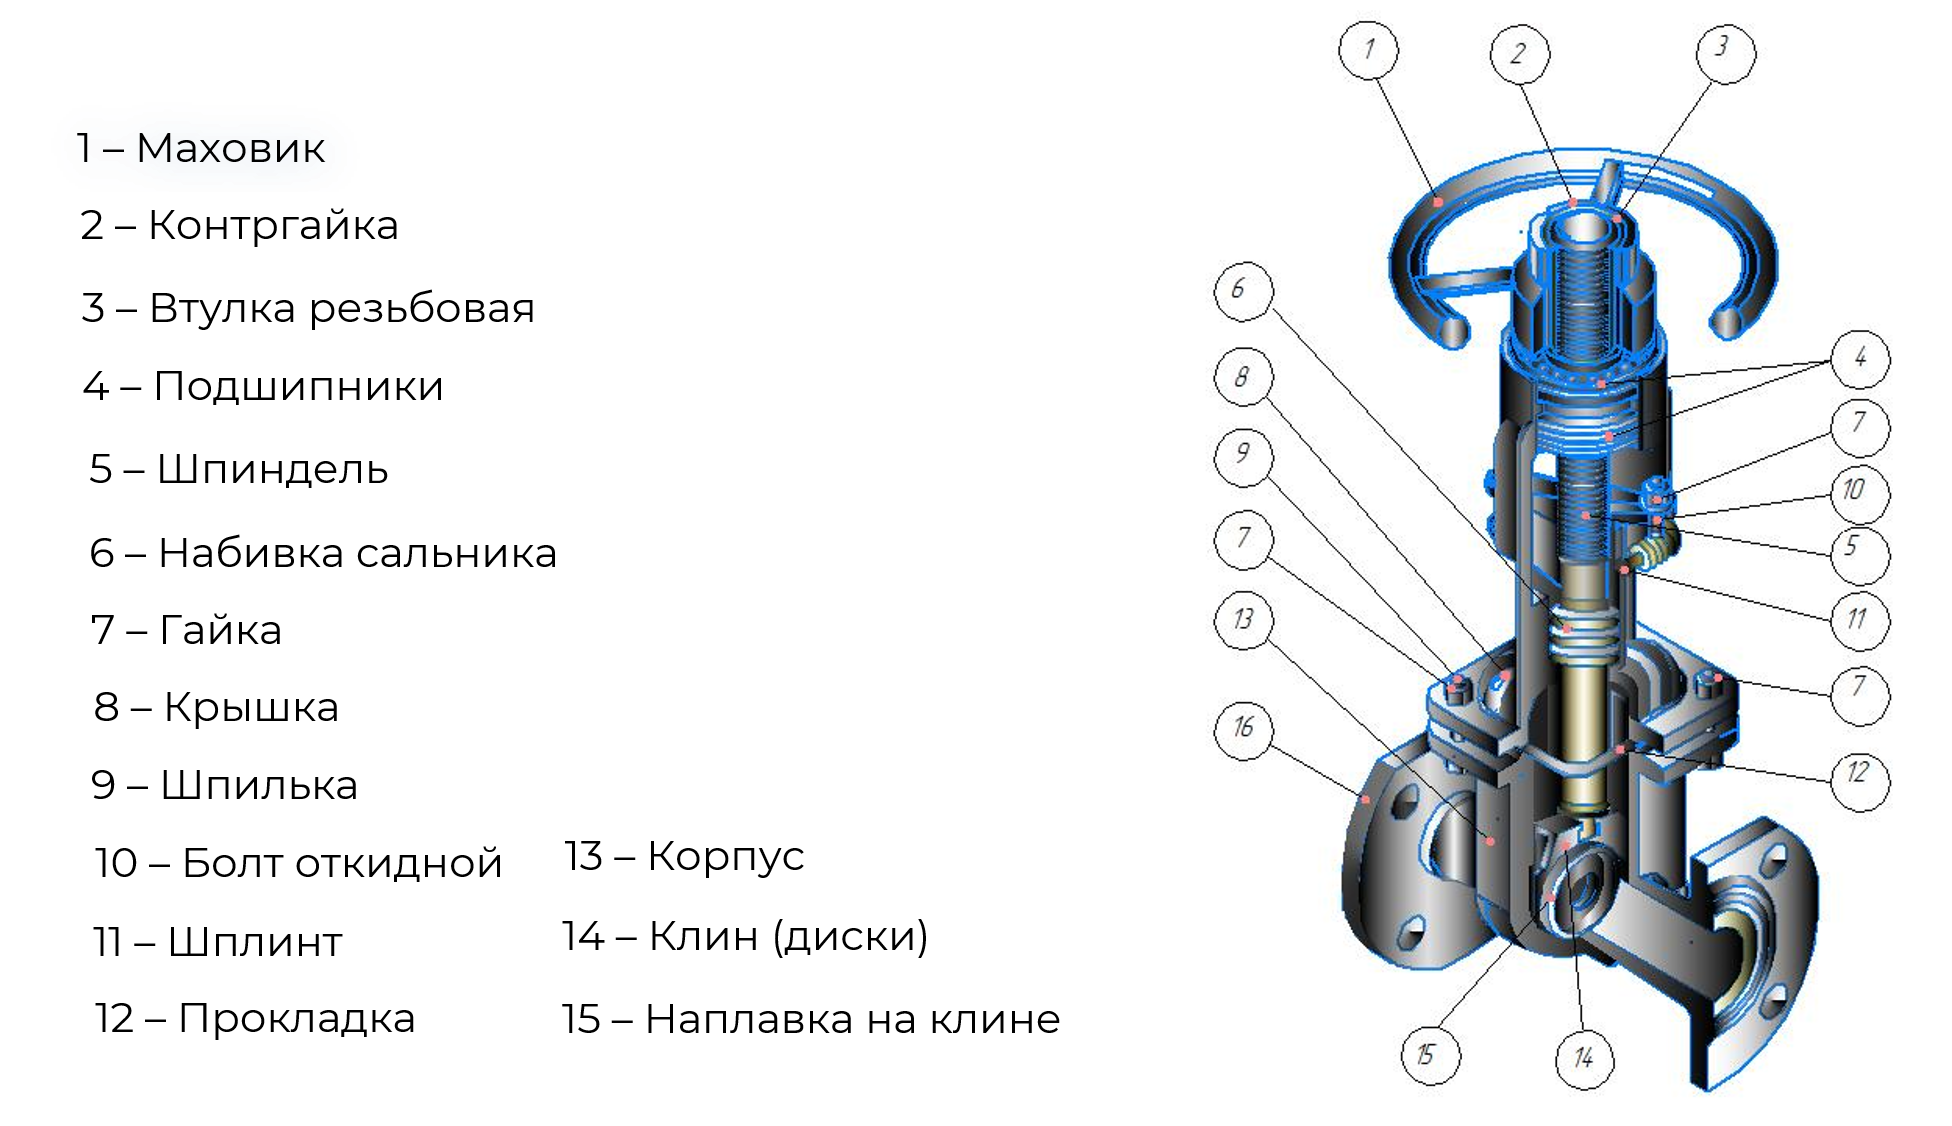 1 – Маховик
2 – Контргайка
3 – Втулка резьбовая
4 – Подшипники
5 – Шпиндель
6 – Набивка сальника
7 – Гайка
8 – Крышка
9 – Шпилька
10 – Болт откидной
11 – Шплинт
12 – Прокладка
13 – Корпус
14 – Клин (диски)
15 – Наплавка на клине
1
2
3
6
8
9
7
13
16
4
7
10
5
11
7
12
15
14